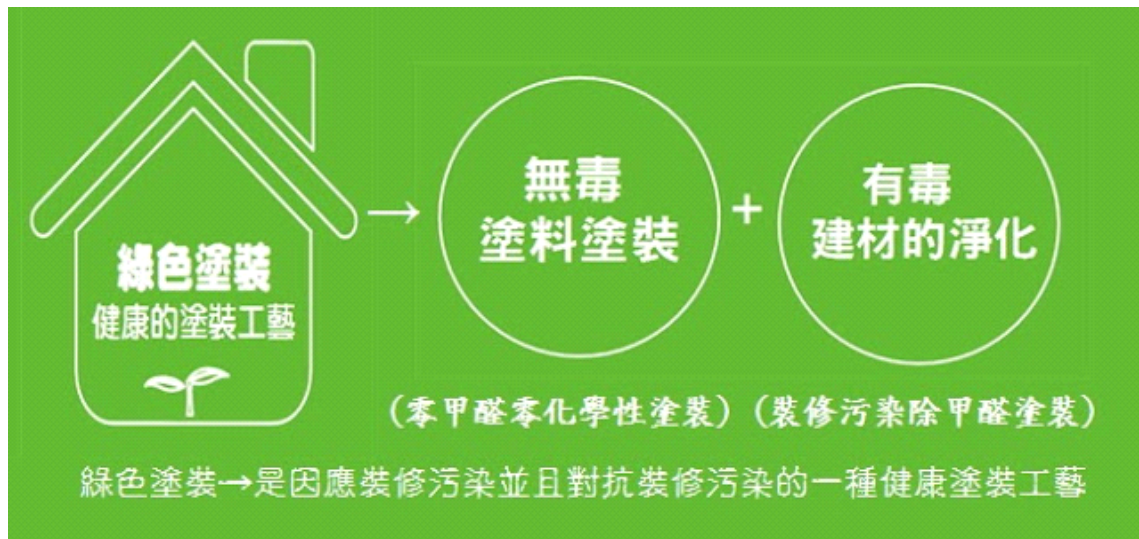 綠色塗裝
健康的塗裝工藝
→
無毒
塗料塗裝
+
有毒
建材的淨化
（零甲醛零化學性塗裝）（裝修污染除甲醛塗裝）
綠色塗裝→是因應裝修污染並且對抗裝修污染的一種健康塗裝工藝